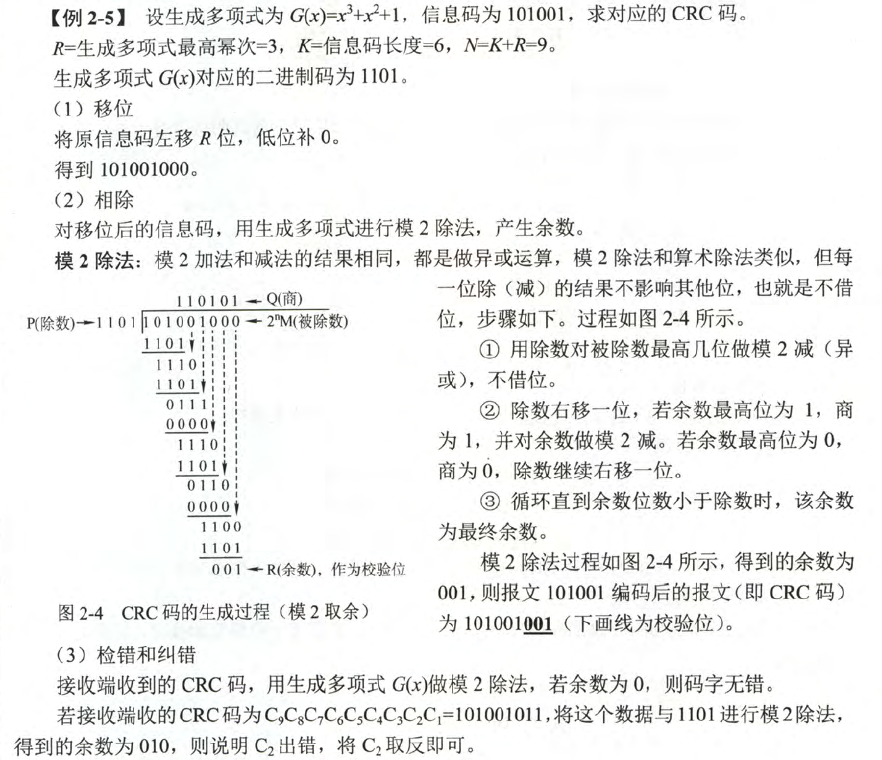 【例 2-5】 设生成多项式为 G(x)=x³+x²+1，信息码为 101001，求对应的 CRC 码。
R=生成多项式最高幂次=3，K=信息码长度=6，N=K+R=9。
生成多项式 G(x)对应的二进制码为 1101。
（1）移位
将原信息码左移 R 位，低位补 0。
得到 101001000。
（2）相除
对移位后的信息码，用生成多项式进行模 2 除法，产生余数。
模 2 除法：模 2 加法和减法的结果相同，都是做异或运算，模 2 除法和算术除法类似，但每
一位除（减）的结果不影响其他位，也就是不借
位，步骤如下。过程如图 2-4 所示。
① 用除数对被除数最高几位做模 2 减（异
或），不借位。
② 除数右移一位，若余数最高位为 1，商
为 1，并对余数做模 2 减。若余数最高位为 0，
商为 0，除数继续右移一位。
③ 循环直到余数位数小于除数时，该余数
为最终余数。
模 2 除法过程如图 2-4 所示，得到的余数为
001，则报文 101001 编码后的报文（即 CRC 码）
为 101001001（下画线为校验位）。
110101 Q(商)
P(除数) 1101 101001000 2ⁿM(被除数)
1101
1110
1101
0111
0000
1110
1101
0110
0000
1100
1101
001 R(余数)，作为校验位
图 2-4 CRC 码的生成过程（模 2 取余）
（3）检错和纠错
接收端收到的 CRC 码，用生成多项式 G(x)做模 2 除法，若余数为 0，则码字无错。
若接收端收的 CRC 码为 C₉C₈C₇C₆C₅C₄C₃C₂C₁=101001011，将这个数据与 1101 进行模 2 除法，
得到的余数为 010，则说明 C₂ 出错，将 C₂ 取反即可。